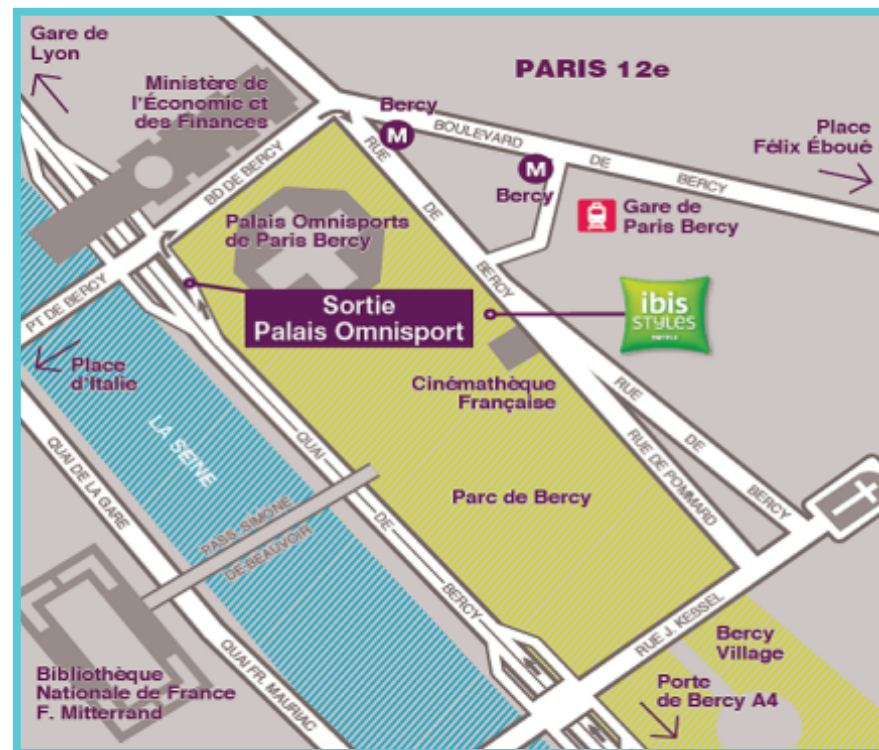 Gare de
Lyon
PARIS 12e
Ministère de
l'Économic et
des Finances
Bercy
M
BOULEVARD
DE
BERCY
Place
Félix Éboué
RUE
DE
BERCY
M
Bercy
BD DE BERCY
Gare de
Paris Bercy
Palais Omnisports
de Paris Bercy
Sortie
Palais Omnisport
ibis
STYLES
HOTELS
PT DE BERCY
Place
d'Italie
Cinémathèque
Française
RUE
DE
BERCY
RUE DE POMMARD
LA SEINE
QUAI
DE
BERCY
QUAI DE LA GARE
Parc de Bercy
PASS. SIMONE
DE BEAUVOIR
RUE J. KESSEL
Bercy
Village
Bibliothèque
Nationale de France
F. Mitterrand
QUAI FR. MAURIAC
Porte
de Bercy A4